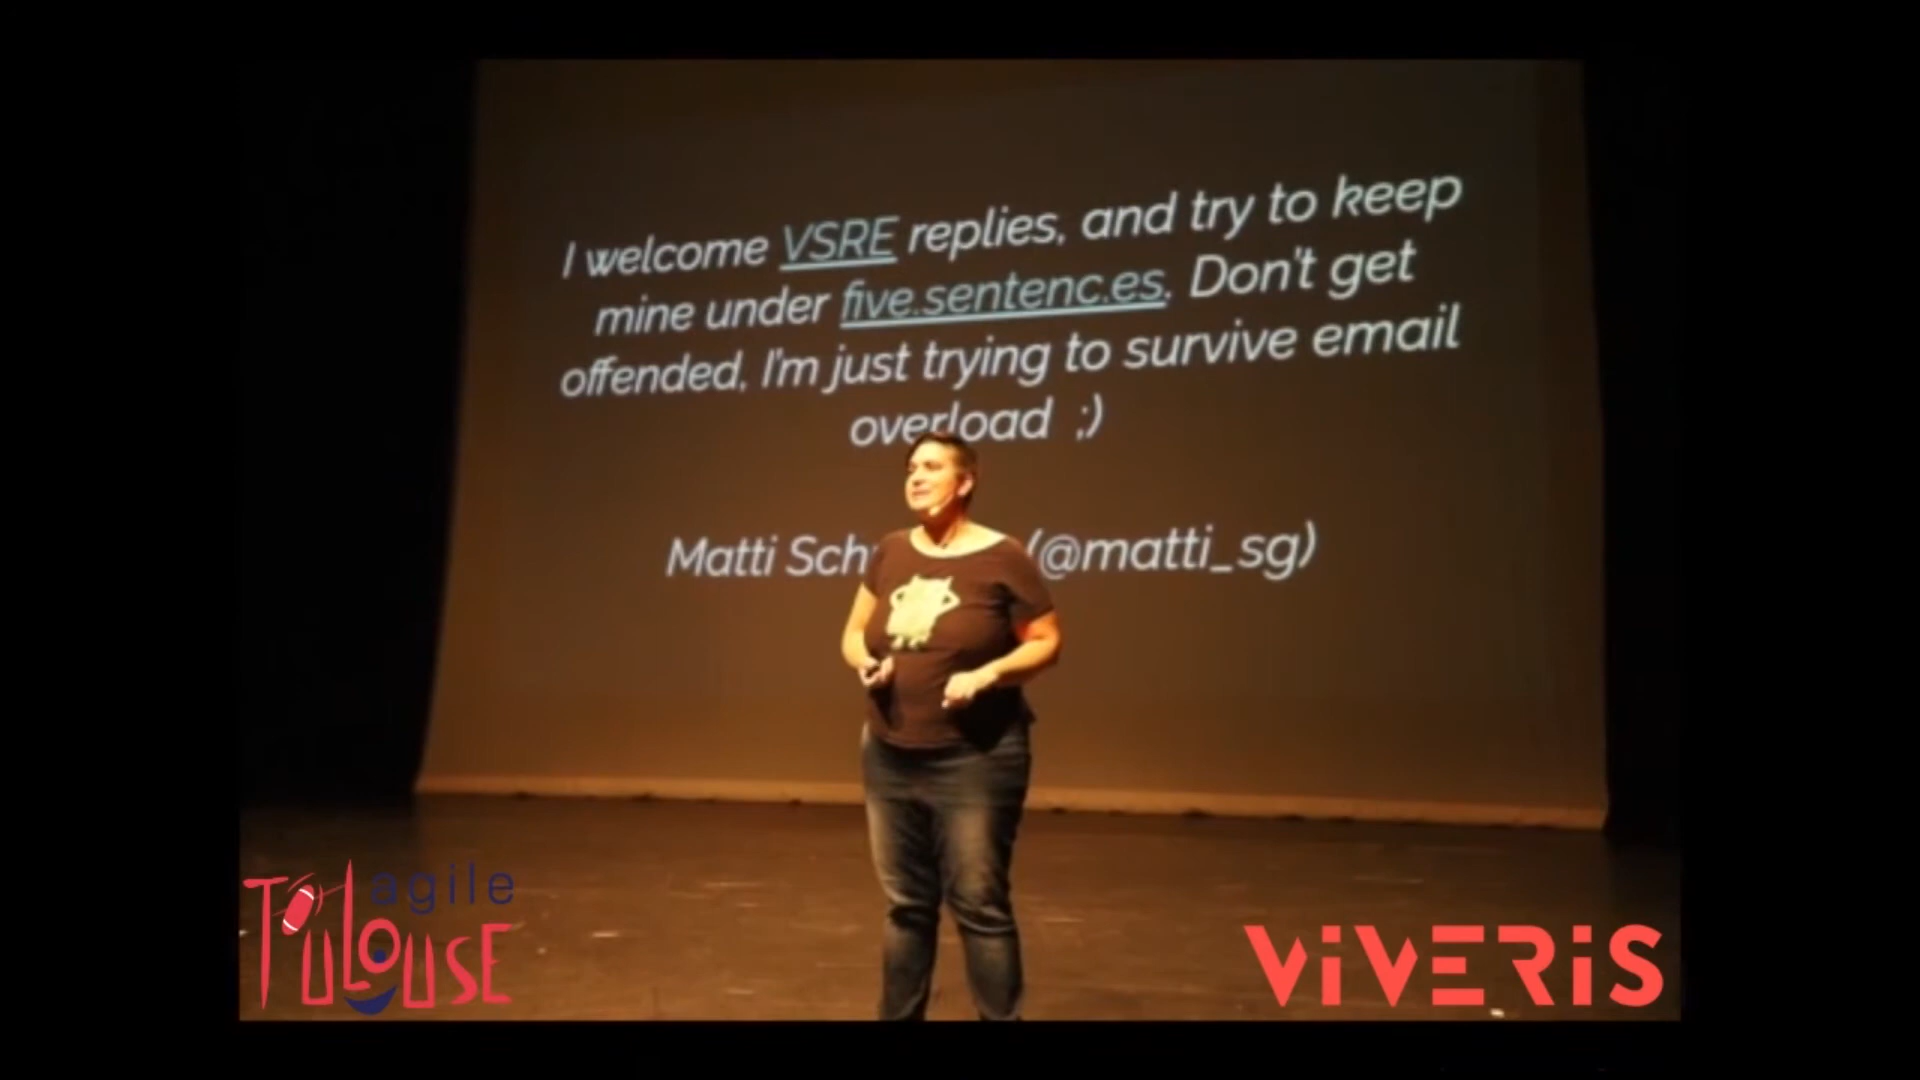 I welcome VSRE replies, and try to keep
mine under five.sentenc.es. Don't get
offended, I'm just trying to survive email
overload ;)
Matti Sch (@matti_sg)
agile
TOULOUSE
ViVERiS